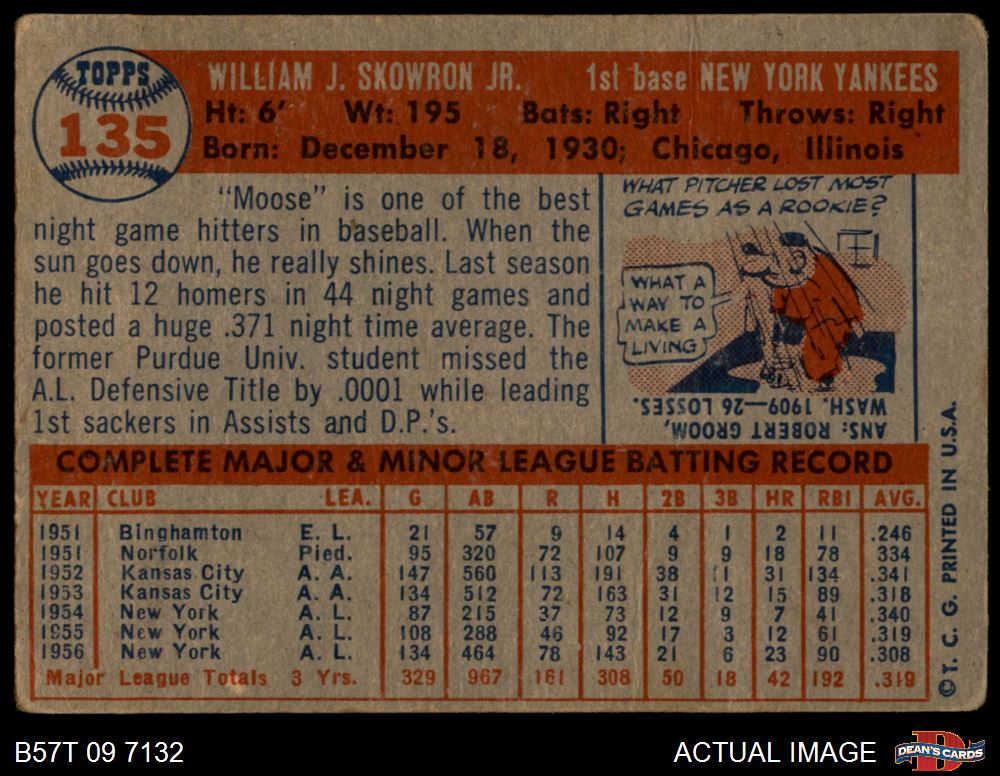 TOPPS
135
WILLIAM J. SKOWRON JR. 1st base NEW YORK YANKEES
Ht: 6' Wt: 195 Bats: Right Throws: Right
Born: December 18, 1930; Chicago, Illinois
"Moose" is one of the best
night game hitters in baseball. When the
sun goes down, he really shines. Last season
he hit 12 homers in 44 night games and
posted a huge .371 night time average. The
former Purdue Univ. student missed the
A.L. Defensive Title by .0001 while leading
1st sackers in Assists and D.P.'s.
WHAT PITCHER LOST MOST
GAMES AS A ROOKIE?
WHAT A
WAY TO
MAKE A
LIVING
ANS: ROBERT GROOM,
WASH. 1909—26 LOSSES.
COMPLETE MAJOR & MINOR LEAGUE BATTING RECORD
YEAR CLUB LEA. G AB R H 2B 3B HR RBI AVG.
1951 Binghamton E. L. 21 57 9 14 4 1 2 11 .246
1951 Norfolk Pied. 95 320 72 107 9 9 18 78 334
1952 Kansas City A. A. 147 560 113 191 38 11 31 134 .341
1953 Kansas City A. A. 134 512 72 163 31 12 15 89 .318
1954 New York A. L. 87 215 37 73 12 9 7 41 .340
1955 New York A. L. 108 288 46 92 17 3 12 61 .319
1956 New York A. L. 134 464 78 143 21 6 23 90 .308
Major League Totals 3 Yrs. 329 967 161 308 50 18 42 192 .319
©T. C. G. PRINTED IN U.S.A.
B57T 09 7132 ACTUAL IMAGE
D
DEAN'S CARDS